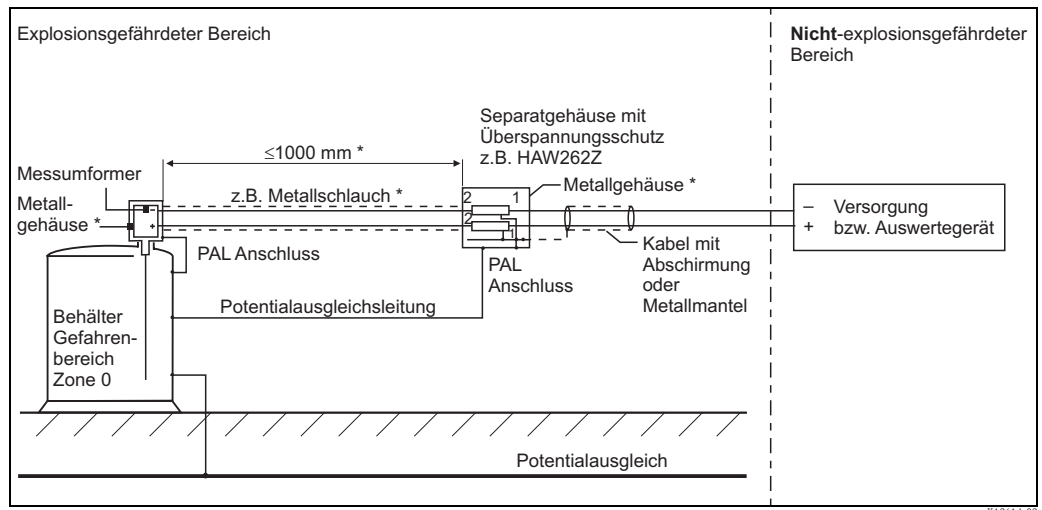 Explosionsgefährdeter Bereich
Nicht-explosionsgefährdeter
Bereich
Separatgehäuse mit
Überspannungsschutz
z.B. HAW262Z
≤1000 mm *
Messumformer
Metall-
gehäuse *
z.B. Metallschlauch *
Metallgehäuse *
2
1
2
1
–
+
– Versorgung
+ bzw. Auswertegerät
PAL Anschluss
PAL
Anschluss
Kabel mit
Abschirmung
oder
Metallmantel
Potentialausgleichsleitung
Behälter
Gefahren-
bereich
Zone 0
Potentialausgleich